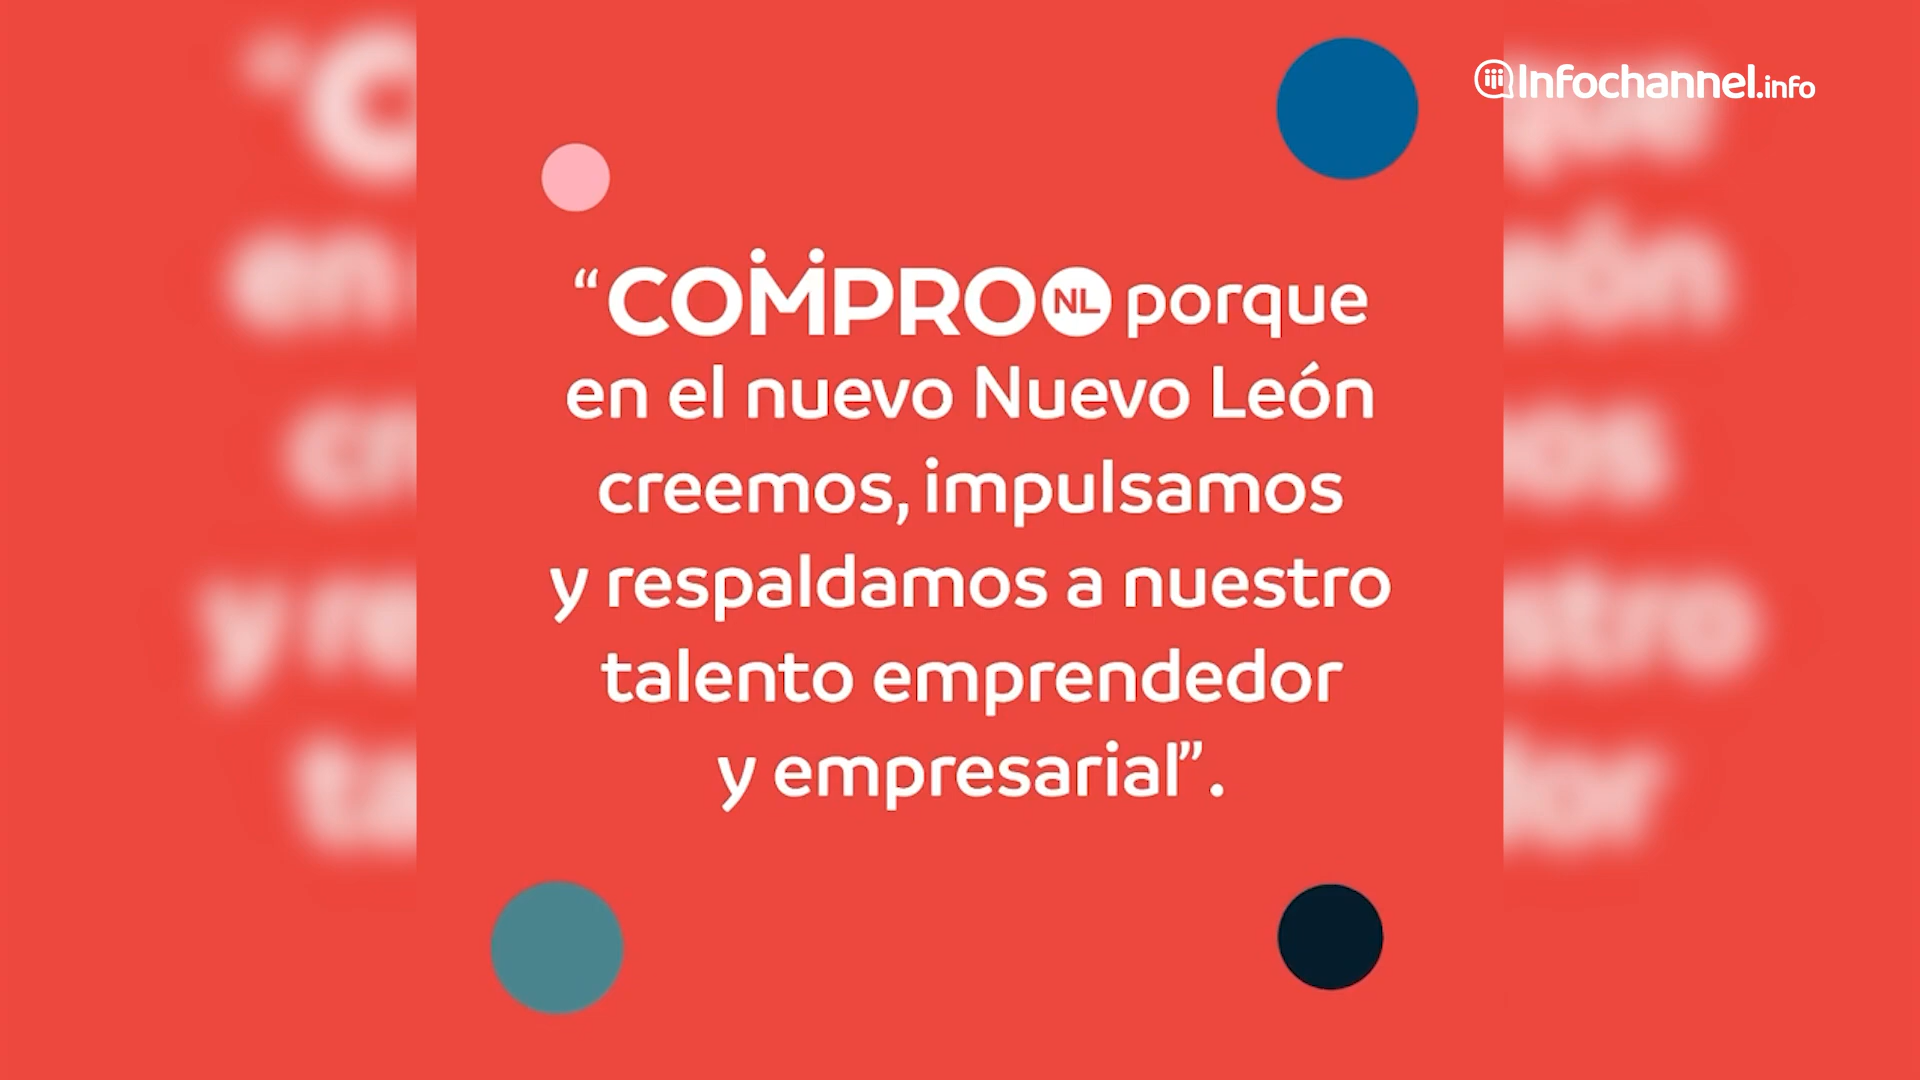 Infochannel.info
“COMPRO NL porque
en el nuevo Nuevo León
creemos, impulsamos
y respaldamos a nuestro
talento emprendedor
y empresarial”.